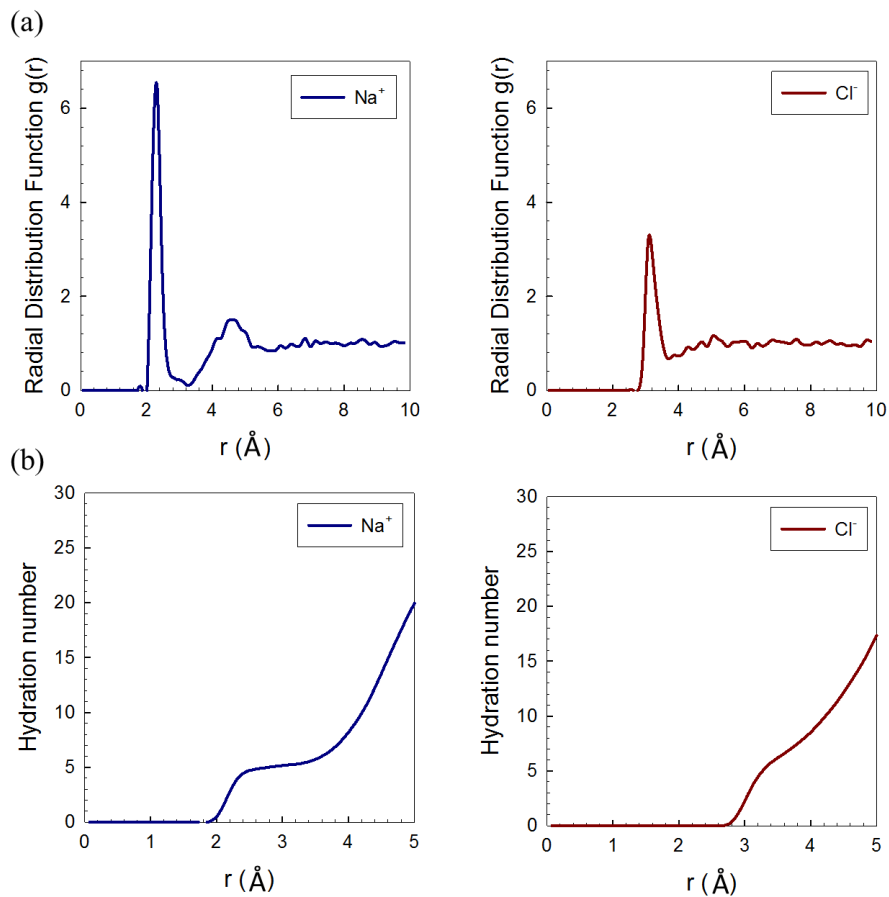 (a)
Radial Distribution Function g(r)
6
4
2
0
Na⁺
0 2 4 6 8 10
r (Å)
Radial Distribution Function g(r)
6
4
2
0
Cl⁻
0 2 4 6 8 10
r (Å)
(b)
Hydration number
30
25
20
15
10
5
0
Na⁺
0 1 2 3 4 5
r (Å)
Hydration number
30
25
20
15
10
5
0
Cl⁻
0 1 2 3 4 5
r (Å)